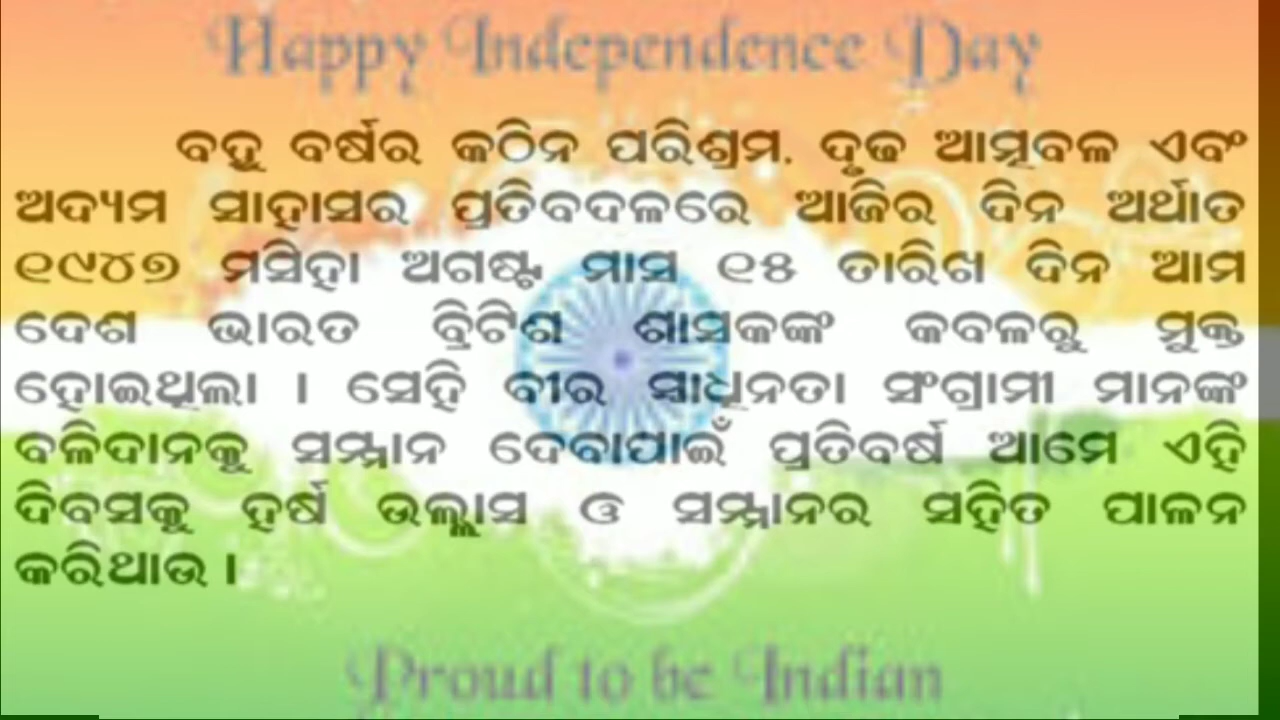 Happy Independence Day
ବହୁ ବର୍ଷର କଠିନ ପରିଶ୍ରମ. ଦୃଢ ଆତ୍ମବଳ ଏବଂ
ଅଦ୍ୟମ ସାହାସର ପ୍ରତିବଦଳରେ ଆଜିର ଦିନ ଅର୍ଥାତ
୧୯୪୭ ମସିହା ଅଗଷ୍ଟ ମାସ ୧୫ ତାରିଖ ଦିନ ଆମ
ଦେଶ ଭାରତ ବ୍ରିଟିଶ ଶାସକଙ୍କ କବଳରୁ ମୁକ୍ତ
ହୋଇଥିଲା । ସେହି ବୀର ସାଧିନତା ସଂଗ୍ରାମୀ ମାନଙ୍କ
ବଳିଦାନକୁ ସମ୍ମାନ ଦେବାପାଇଁ ପ୍ରତିବର୍ଷ ଆମେ ଏହି
ଦିବସକୁ ହର୍ଷ ଉଲ୍ଲାସ ଓ ସମ୍ମାନର ସହିତ ପାଳନ
କରିଥାଉ ।
Proud to be Indian